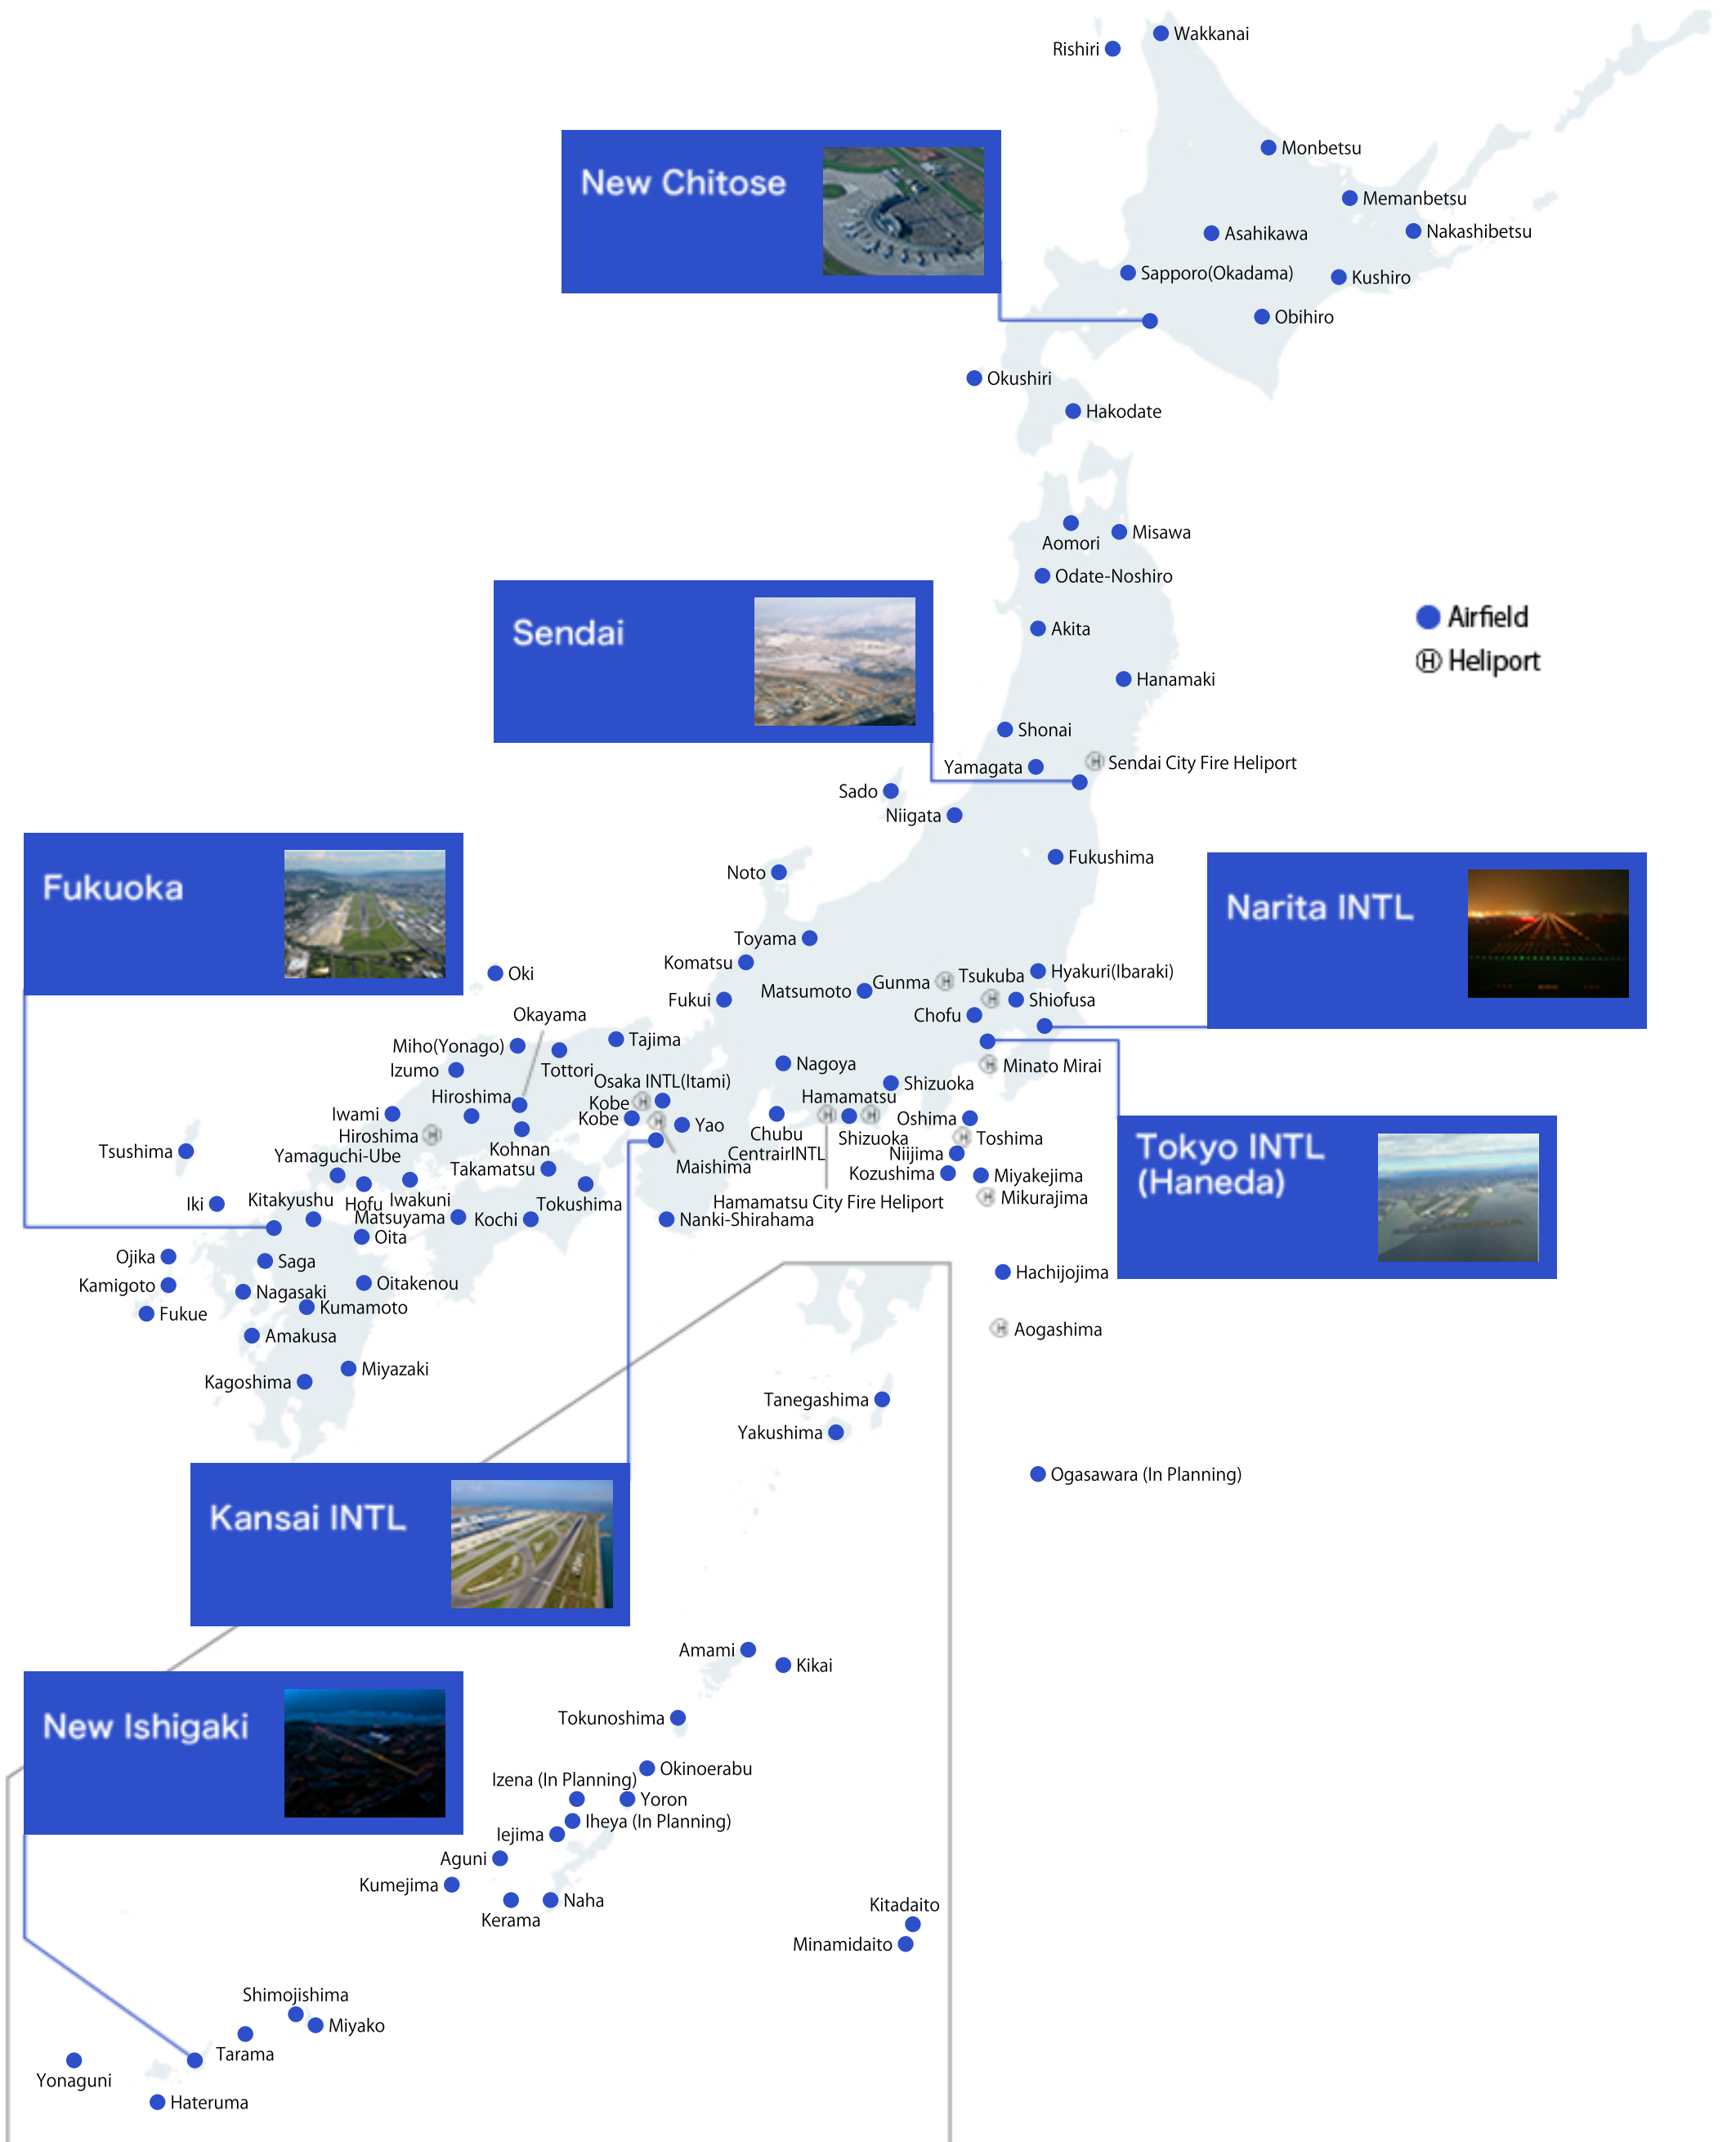 Wakkanai
Rishiri
Monbetsu
New Chitose
Memanbetsu
Asahikawa
Nakashibetsu
Sapporo(Okadama)
Kushiro
Obihiro
Okushiri
Hakodate
Misawa
Aomori
Odate-Noshiro
Airfield
Akita
Sendai
Heliport
Hanamaki
Shonai
Sendai City Fire Heliport
Yamagata
Sado
Niigata
Fukushima
Noto
Fukuoka
Narita INTL
Toyama
Komatsu
Oki
Hyakuri(Ibaraki)
Tsukuba
Gunma
Matsumoto
Fukui
Shiofusa
Okayama
Chofu
Tajima
Miho(Yonago)
Nagoya
Minato Mirai
Izumo
Tottori
Osaka INTL(Itami)
Shizuoka
Hiroshima
Hamamatsu
Kobe
Iwami
Kobe
Oshima
Yao
Hiroshima
Chubu
CentrairINTL
Shizuoka
Toshima
Tokyo INTL
(Haneda)
Tsushima
Kohnan
Niijima
Yamaguchi-Ube
Takamatsu
Maishima
Kozushima
Miyakejima
Iki
Kitakyushu
Hofu
Iwakuni
Tokushima
Hamamatsu City Fire Heliport
Mikurajima
Matsuyama
Kochi
Nanki-Shirahama
Oita
Ojika
Saga
Hachijojima
Kamigoto
Oitakenou
Nagasaki
Kumamoto
Fukue
Aogashima
Amakusa
Miyazaki
Kagoshima
Tanegashima
Yakushima
Ogasawara (In Planning)
Kansai INTL
Amami
Kikai
Tokunoshima
New Ishigaki
Okinoerabu
Izena (In Planning)
Yoron
Iheya (In Planning)
Iejima
Aguni
Kumejima
Naha
Kitadaito
Kerama
Minamidaito
Shimojishima
Miyako
Tarama
Yonaguni
Hateruma